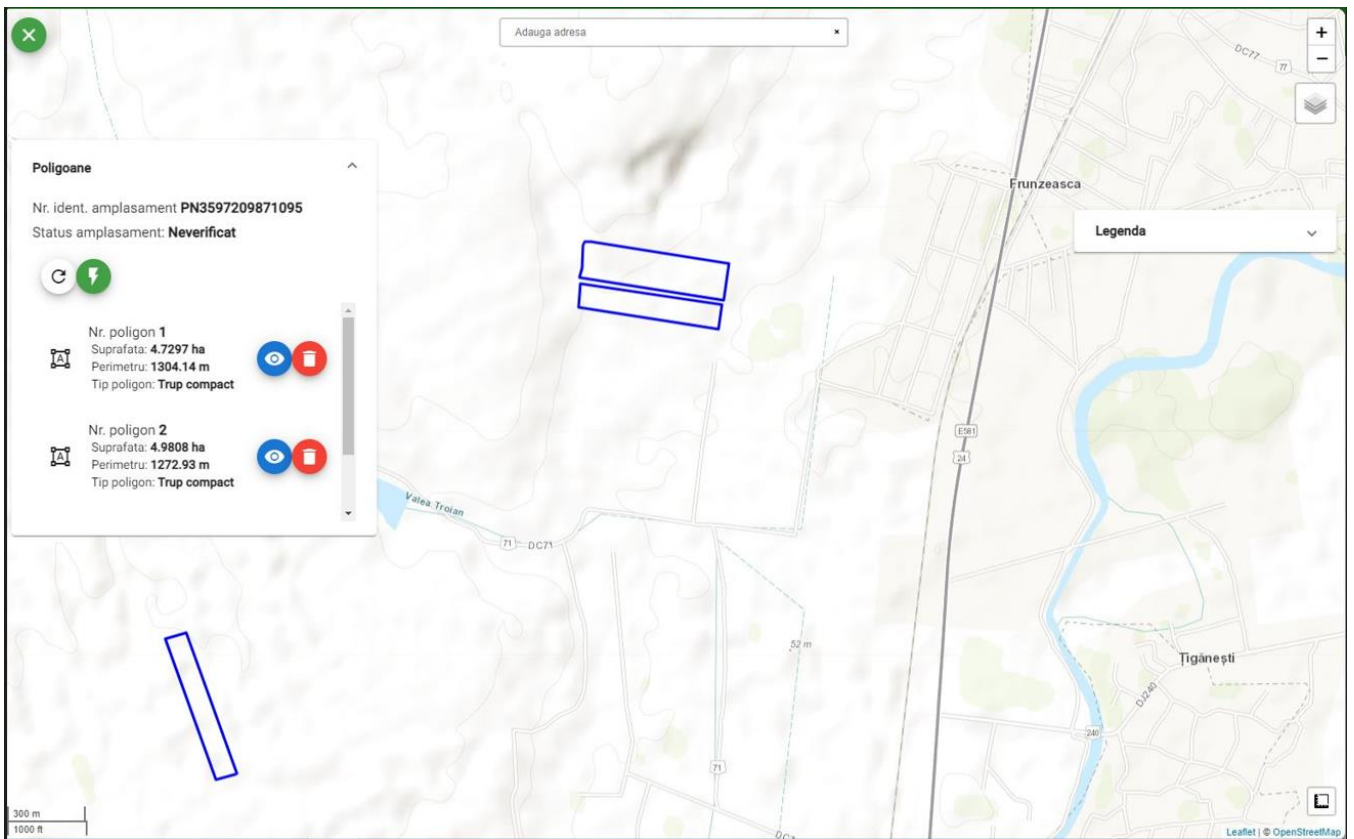 Adauga adresa
×
+
−
DC77
77
Poligoane
Frunzeasca
Nr. ident. amplasament PN3597209871095
Status amplasament: Neverificat
Legenda
Nr. poligon 1
Suprafata: 4.7297 ha
Perimetru: 1304.14 m
Tip poligon: Trup compact
A
Nr. poligon 2
Suprafata: 4.9808 ha
Perimetru: 1272.93 m
Tip poligon: Trup compact
A
E581
24
Valea Troian
71
DC71
52 m
Țigănești
DJ240
240
71
300 m
1000 ft
Leaflet | © OpenStreetMap